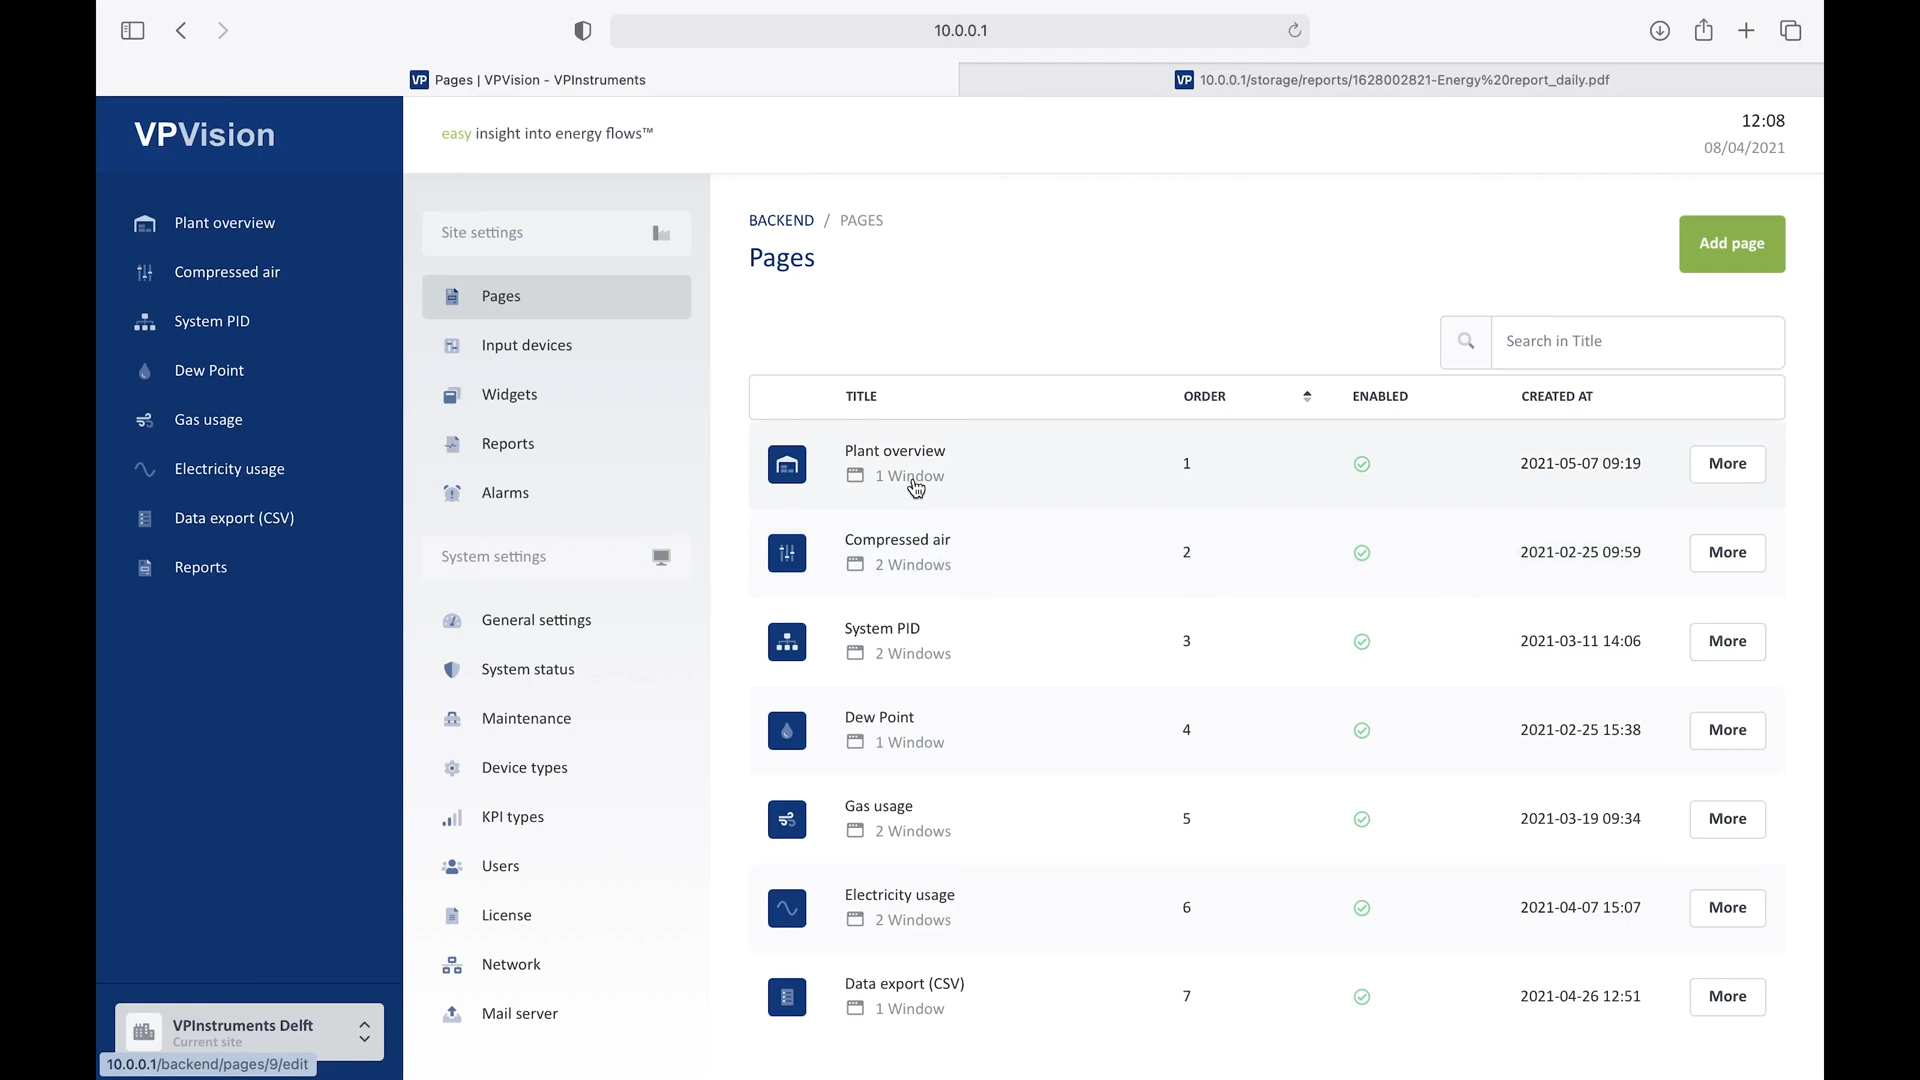 10.0.0.1
VP Pages | VPVision - VPInstruments
VP 10.0.0.1/storage/reports/1628002821-Energy%20report_daily.pdf
VPVision
easy insight into energy flows™
12:08
08/04/2021
Plant overview
Compressed air
System PID
Dew Point
Gas usage
Electricity usage
Data export (CSV)
Reports
VPInstruments Delft
Current site
10.0.0.1/backend/pages/9/edit
Site settings
Pages
Input devices
Widgets
Reports
Alarms
System settings
General settings
System status
Maintenance
Device types
KPI types
Users
License
Network
Mail server
BACKEND / PAGES
Pages
Add page
Search in Title
TITLE ORDER ENABLED CREATED AT
Plant overview
1 Window
1 2021-05-07 09:19 More
Compressed air
2 Windows
2 2021-02-25 09:59 More
System PID
2 Windows
3 2021-03-11 14:06 More
Dew Point
1 Window
4 2021-02-25 15:38 More
Gas usage
2 Windows
5 2021-03-19 09:34 More
Electricity usage
2 Windows
6 2021-04-07 15:07 More
Data export (CSV)
1 Window
7 2021-04-26 12:51 More